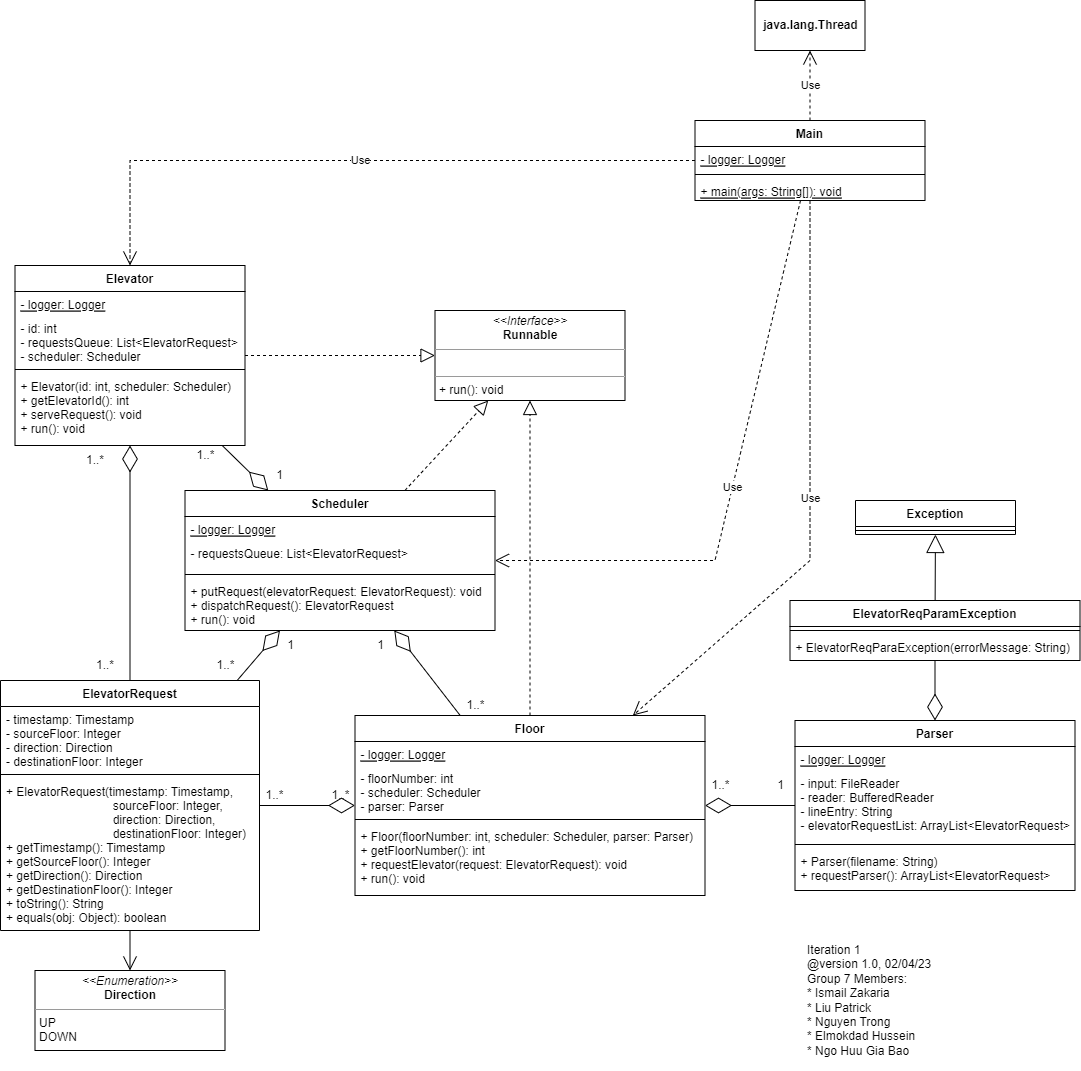 java.lang.Thread
Use
Main
- logger: Logger
+ main(args: String[]): void
Use
Elevator
- logger: Logger
- id: int
- requestsQueue: List<ElevatorRequest>
- scheduler: Scheduler
+ Elevator(id: int, scheduler: Scheduler)
+ getElevatorId(): int
+ serveRequest(): void
+ run(): void
<<Interface>>
Runnable
+ run(): void
1..*
1..*
1
Scheduler
- logger: Logger
- requestsQueue: List<ElevatorRequest>
+ putRequest(elevatorRequest: ElevatorRequest): void
+ dispatchRequest(): ElevatorRequest
+ run(): void
Use
Use
Exception
ElevatorReqParamException
+ ElevatorReqParaException(errorMessage: String)
1
1
1..*
1..*
1..*
ElevatorRequest
- timestamp: Timestamp
- sourceFloor: Integer
- direction: Direction
- destinationFloor: Integer
+ ElevatorRequest(timestamp: Timestamp,
sourceFloor: Integer,
direction: Direction,
destinationFloor: Integer)
+ getTimestamp(): Timestamp
+ getSourceFloor(): Integer
+ getDirection(): Direction
+ getDestinationFloor(): Integer
+ toString(): String
+ equals(obj: Object): boolean
1..*
1..*
Floor
- logger: Logger
- floorNumber: int
- scheduler: Scheduler
- parser: Parser
+ Floor(floorNumber: int, scheduler: Scheduler, parser: Parser)
+ getFloorNumber(): int
+ requestElevator(request: ElevatorRequest): void
+ run(): void
1..*
1
Parser
- logger: Logger
- input: FileReader
- reader: BufferedReader
- lineEntry: String
- elevatorRequestList: ArrayList<ElevatorRequest>
+ Parser(filename: String)
+ requestParser(): ArrayList<ElevatorRequest>
<<Enumeration>>
Direction
UP
DOWN
Iteration 1
@version 1.0, 02/04/23
Group 7 Members:
* Ismail Zakaria
* Liu Patrick
* Nguyen Trong
* Elmokdad Hussein
* Ngo Huu Gia Bao